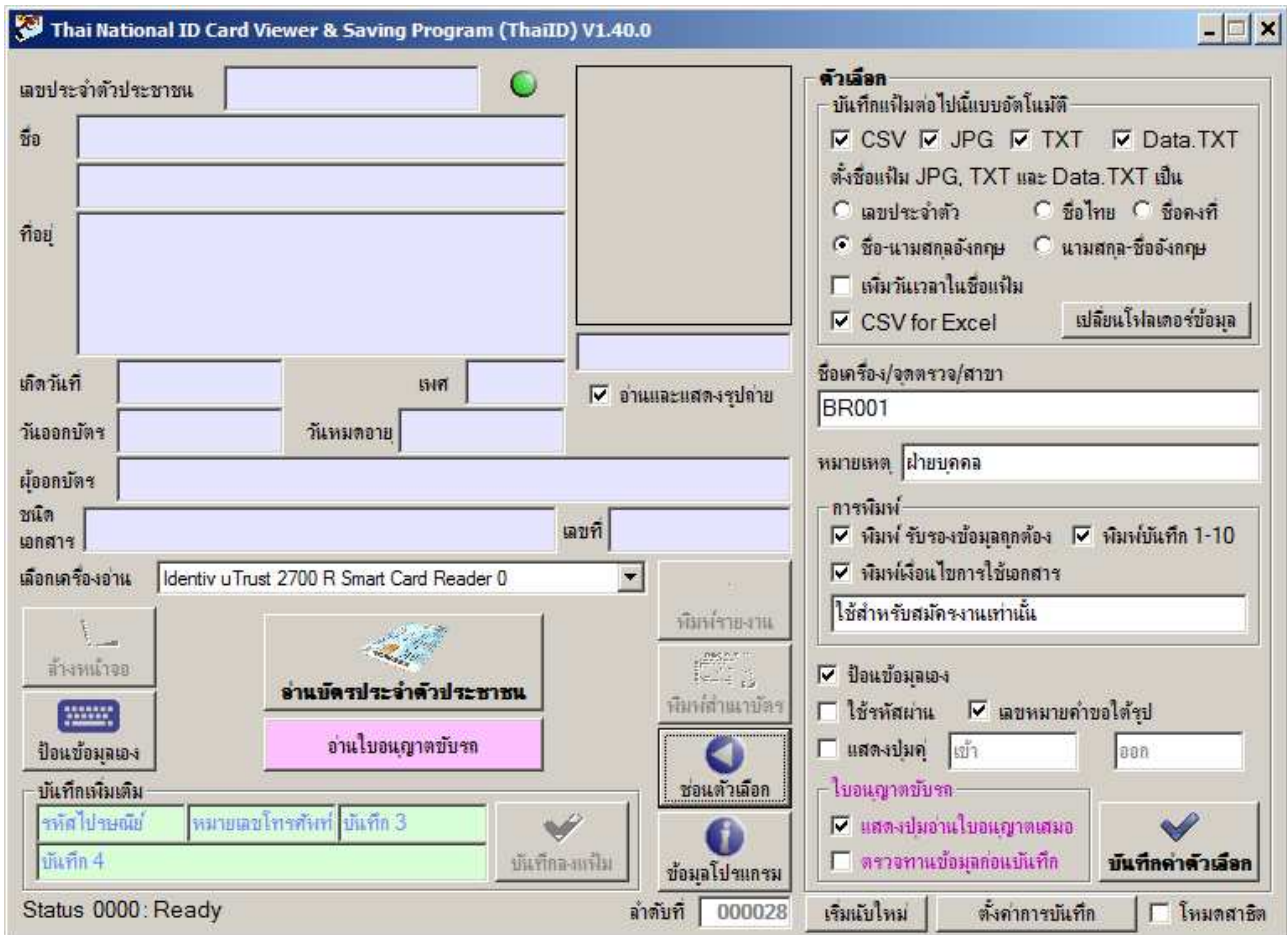 Thai National ID Card Viewer & Saving Program (ThaiID) V1.40.0
เลขประจำตัวประชาชน
ชื่อ
ที่อยู่
เกิดวันที่
เพศ
อ่านและแสดงรูปถ่าย
วันออกบัตร
วันหมดอายุ
ผู้ออกบัตร
ชนิดเอกสาร
เลขที่
เลือกเครื่องอ่าน
Identiv uTrust 2700 R Smart Card Reader 0
ล้างหน้าจอ
อ่านบัตรประจำตัวประชาชน
พิมพ์รายงาน
พิมพ์สำเนาบัตร
ป้อนข้อมูลเอง
อ่านใบอนุญาตขับรถ
ซ่อนตัวเลือก
บันทึกเพิ่มเติม
รหัสไปรษณีย์ หมายเลขโทรศัพท์ บันทึก 3
บันทึก 4
บันทึกลงแฟ้ม
ข้อมูลโปรแกรม
Status 0000 : Ready
ลำดับที่ 000028
ตัวเลือก
บันทึกแฟ้มต่อไปนี้แบบอัตโนมัติ
CSV JPG TXT Data.TXT
ตั้งชื่อแฟ้ม JPG, TXT และ Data.TXT เป็น
เลขประจำตัว ชื่อไทย ชื่อคงที่
ชื่อ-นามสกุลอังกฤษ นามสกุล-ชื่ออังกฤษ
เพิ่มวันเวลาในชื่อแฟ้ม
CSV for Excel เปลี่ยนโฟลเดอร์ข้อมูล
ชื่อเครื่อง/จุดตรวจ/สาขา
BR001
หมายเหตุ ฝ่ายบุคคล
การพิมพ์
พิมพ์ รับรองข้อมูลถูกต้อง พิมพ์บันทึก 1-10
พิมพ์เงื่อนไขการใช้เอกสาร
ใช้สำหรับสมัครงานเท่านั้น
ป้อนข้อมูลเอง
ใช้รหัสผ่าน เลขหมายคำขอใต้รูป
แสดงปุ่มคู่ เข้า ออก
ใบอนุญาตขับรถ
แสดงปุ่มอ่านใบอนุญาตเสมอ
ตรวจทานข้อมูลก่อนบันทึก
บันทึกค่าตัวเลือก
เริ่มนับใหม่ ตั้งค่าการบันทึก โหมดสาธิต